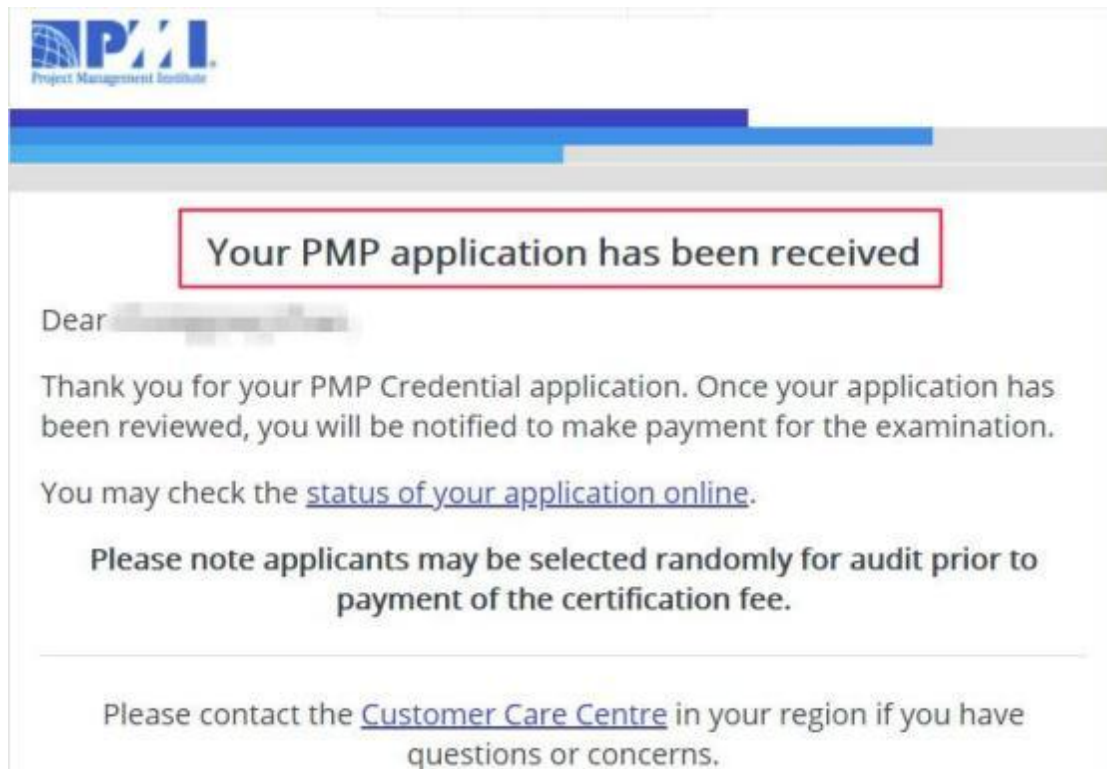 PMI.
Project Management Institute
Your PMP application has been received
Dear
Thank you for your PMP Credential application. Once your application has
been reviewed, you will be notified to make payment for the examination.
You may check the status of your application online.
Please note applicants may be selected randomly for audit prior to
payment of the certification fee.
Please contact the Customer Care Centre in your region if you have
questions or concerns.